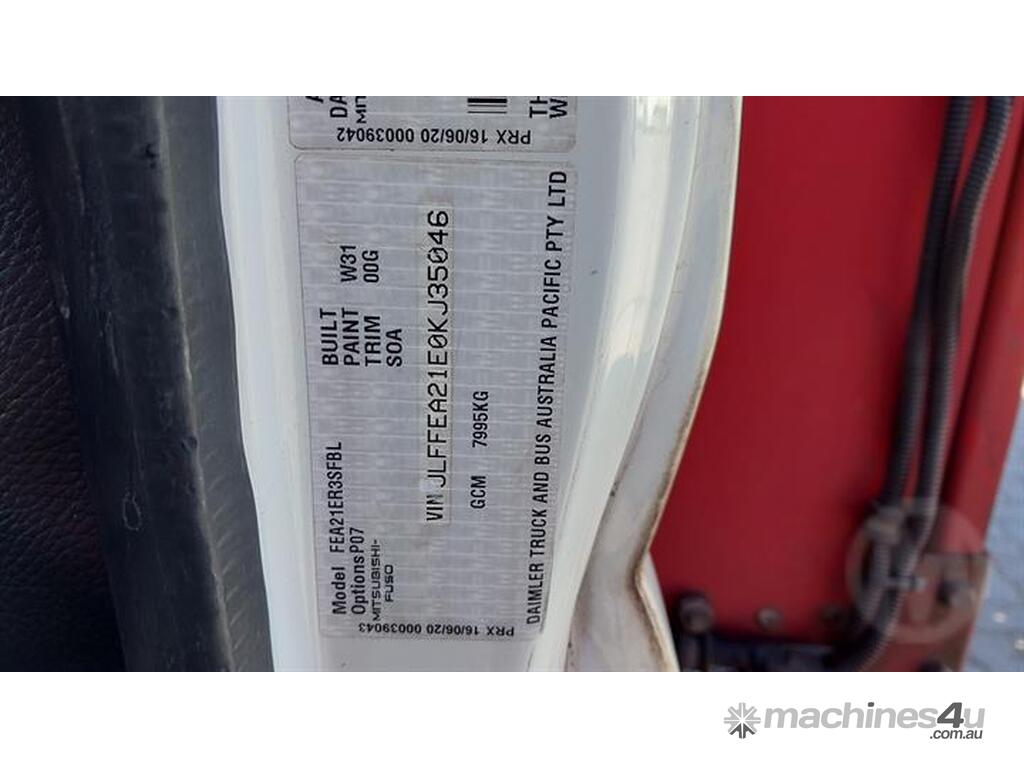 PRX 16/06/20 00039042
Model FEA21ER3SFBL
Options P07
MITSUBISHI-
FUSO
BUILT
PAINT W31
TRIM 00G
SOA
VIN JLFFEA21E0KJ35046
GCM 7995KG
DAIMLER TRUCK AND BUS AUSTRALIA PACIFIC PTY LTD
PRX 16/06/20 00039043
machines4u
.com.au